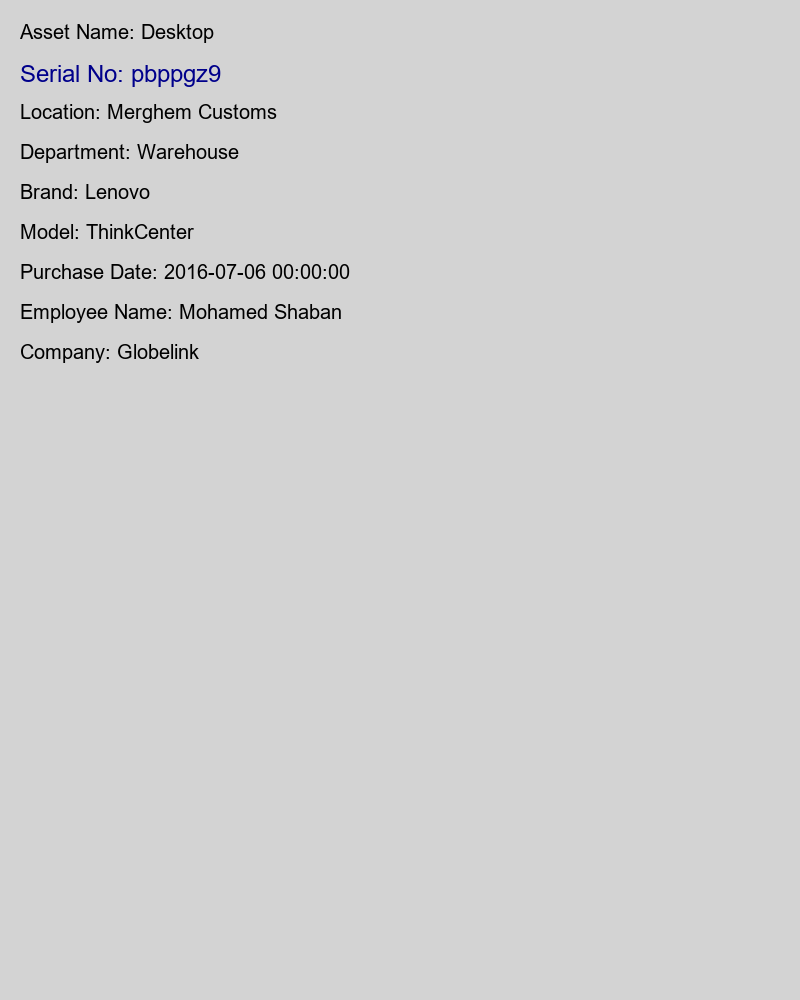 Asset Name: Desktop
Serial No: pbppgz9
Location: Merghem Customs
Department: Warehouse
Brand: Lenovo
Model: ThinkCenter
Purchase Date: 2016-07-06 00:00:00
Employee Name: Mohamed Shaban
Company: Globelink